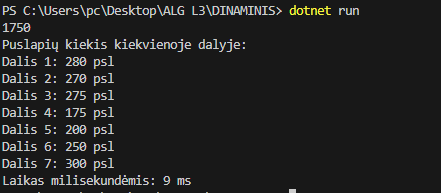 PS C:\Users\pc\Desktop\ALG L3\DINAMINIS> dotnet run
1750
Puslapių kiekis kiekvienoje dalyje:
Dalis 1: 280 psl
Dalis 2: 270 psl
Dalis 3: 275 psl
Dalis 4: 175 psl
Dalis 5: 200 psl
Dalis 6: 250 psl
Dalis 7: 300 psl
Laikas milisekundėmis: 9 ms